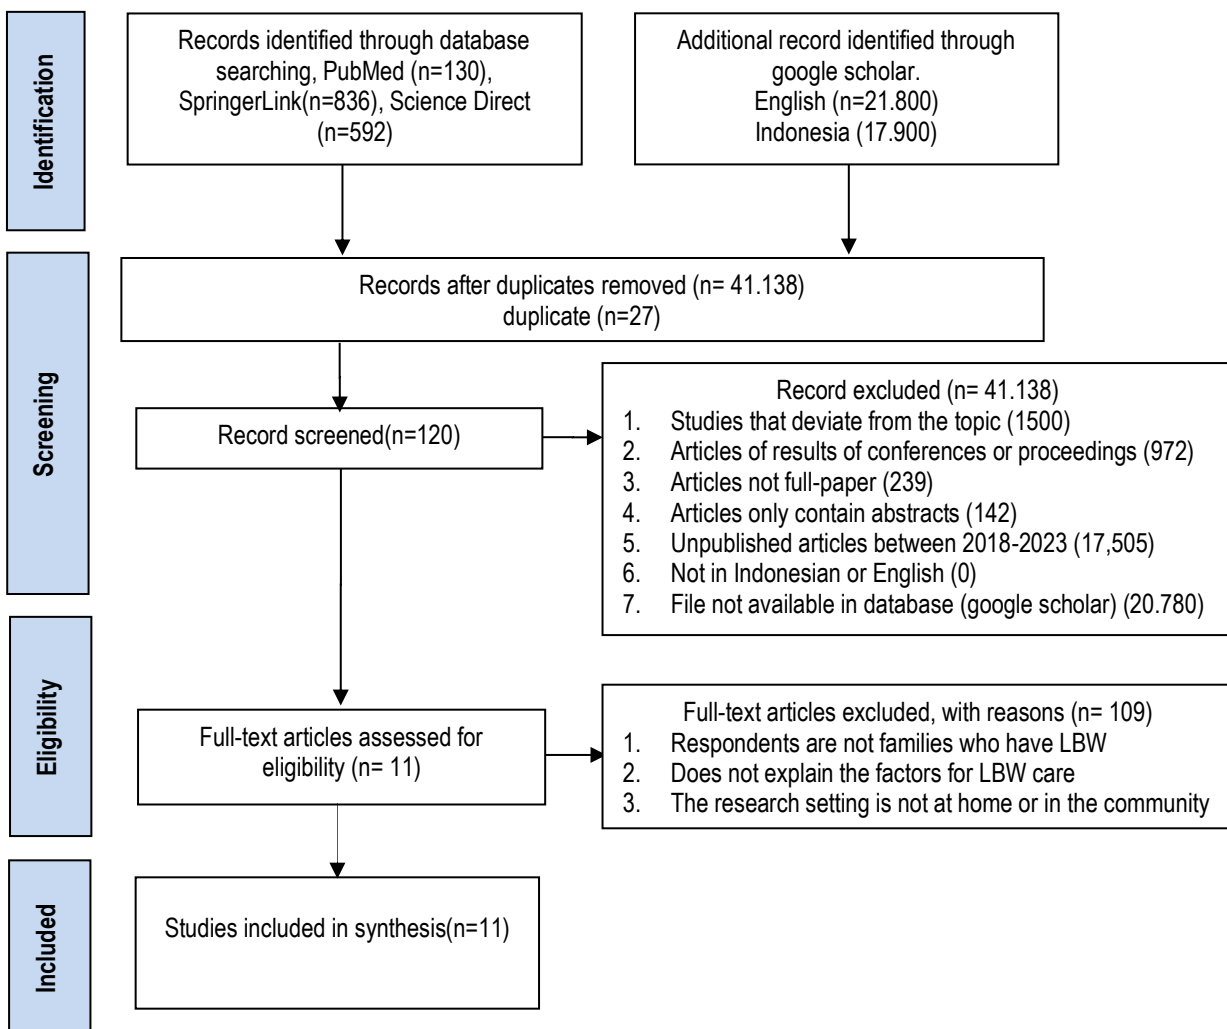 Identification
Records identified through database
searching, PubMed (n=130),
SpringerLink(n=836), Science Direct
(n=592)
Additional record identified through
google scholar.
English (n=21.800)
Indonesia (17.900)
Screening
Records after duplicates removed (n= 41.138)
duplicate (n=27)
Record screened(n=120)
Record excluded (n= 41.138)
1. Studies that deviate from the topic (1500)
2. Articles of results of conferences or proceedings (972)
3. Articles not full-paper (239)
4. Articles only contain abstracts (142)
5. Unpublished articles between 2018-2023 (17,505)
6. Not in Indonesian or English (0)
7. File not available in database (google scholar) (20.780)
Eligibility
Full-text articles assessed for
eligibility (n= 11)
Full-text articles excluded, with reasons (n= 109)
1. Respondents are not families who have LBW
2. Does not explain the factors for LBW care
3. The research setting is not at home or in the community
Included
Studies included in synthesis(n=11)